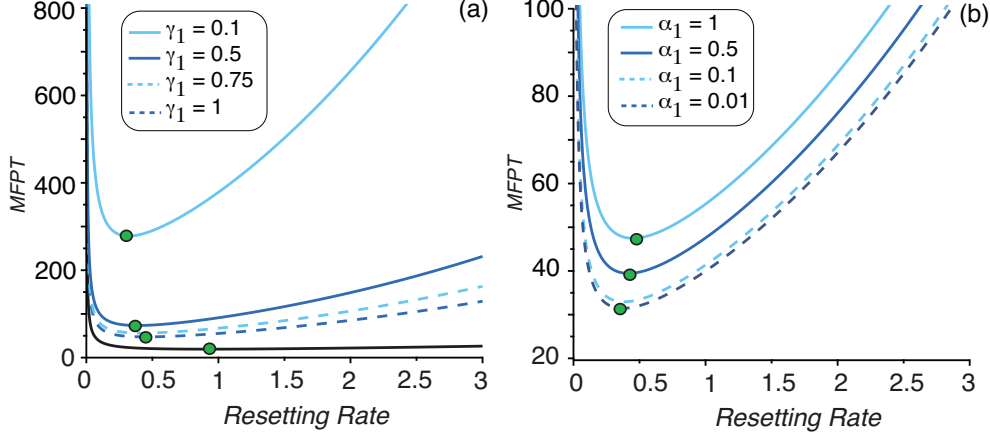 (a)
γ1 = 0.1
γ1 = 0.5
γ1 = 0.75
γ1 = 1
800
600
400
200
0
MFPT
0 0.5 1 1.5 2 2.5 3
Resetting Rate
(b)
α1 = 1
α1 = 0.5
α1 = 0.1
α1 = 0.01
100
80
60
40
20
MFPT
0 0.5 1 1.5 2 2.5 3
Resetting Rate